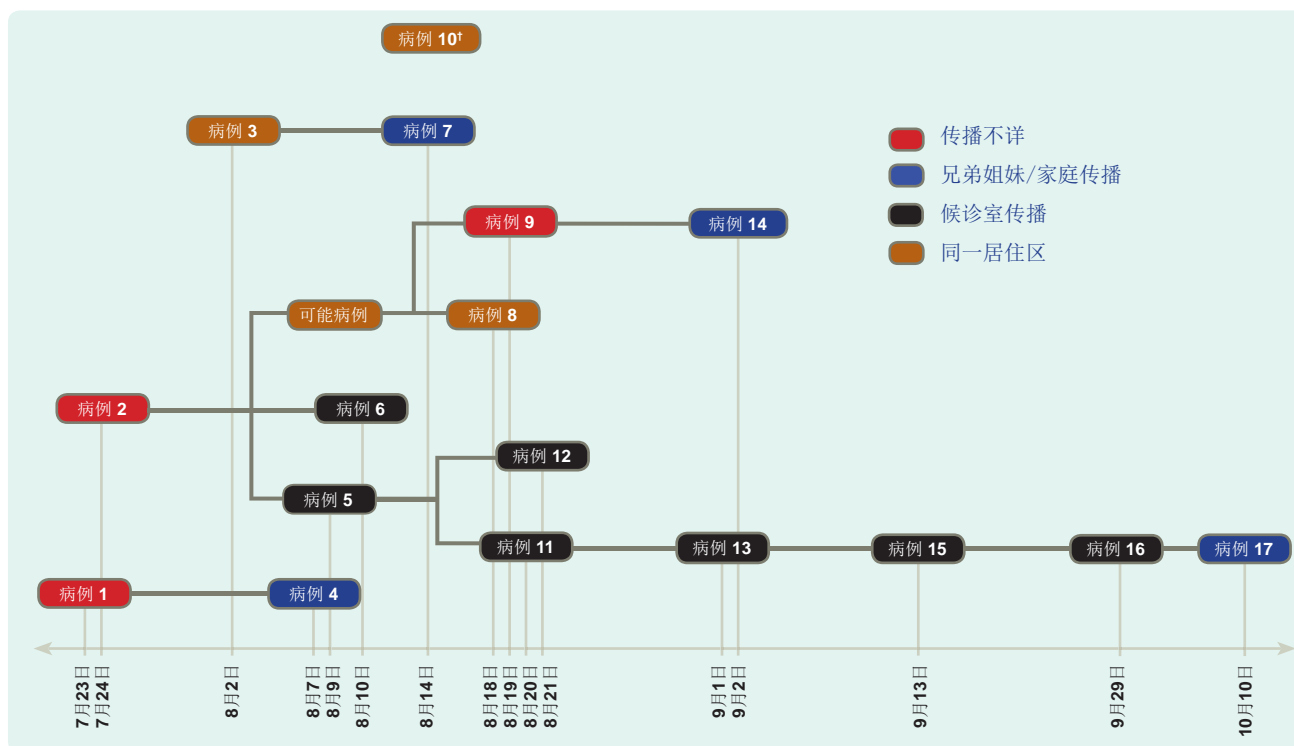 病例 10†
病例 3
病例 7
传播不详
兄弟姐妹/家庭传播
候诊室传播
同一居住区
病例 9
病例 14
可能病例
病例 8
病例 2
病例 6
病例 12
病例 5
病例 11
病例 13
病例 15
病例 16
病例 17
病例 1
病例 4
7月23日
7月24日
8月2日
8月7日
8月9日
8月10日
8月14日
8月18日
8月19日
8月20日
8月21日
9月1日
9月2日
9月13日
9月29日
10月10日